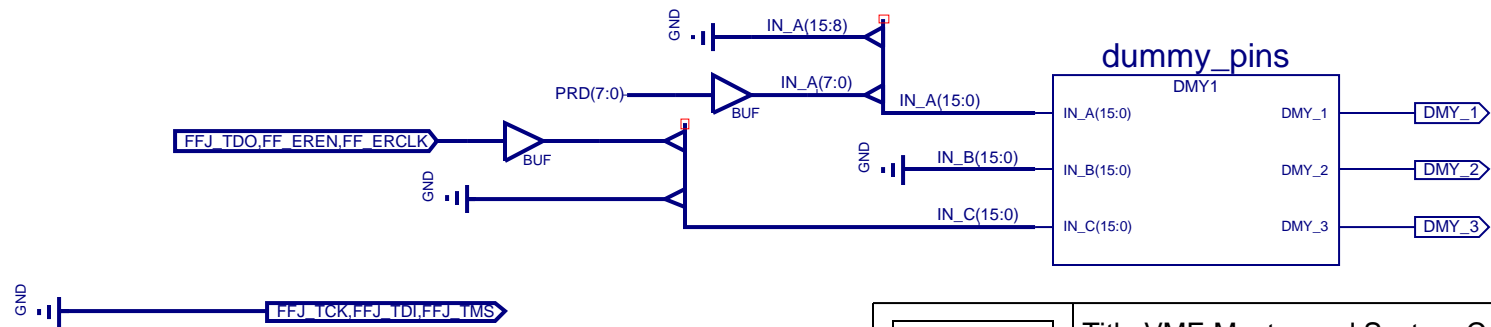 GND
IN_A(15:8)
dummy_pins
DMY1
PRD(7:0)
BUF
IN_A(7:0)
IN_A(15:0)
IN_A(15:0)
DMY_1
DMY_1
FFJ_TDO,FF_EREN,FF_ERCLK
BUF
GND
IN_B(15:0)
IN_B(15:0)
DMY_2
DMY_2
GND
IN_C(15:0)
IN_C(15:0)
DMY_3
DMY_3
GND
FFJ_TCK,FFJ_TDI,FFJ_TMS